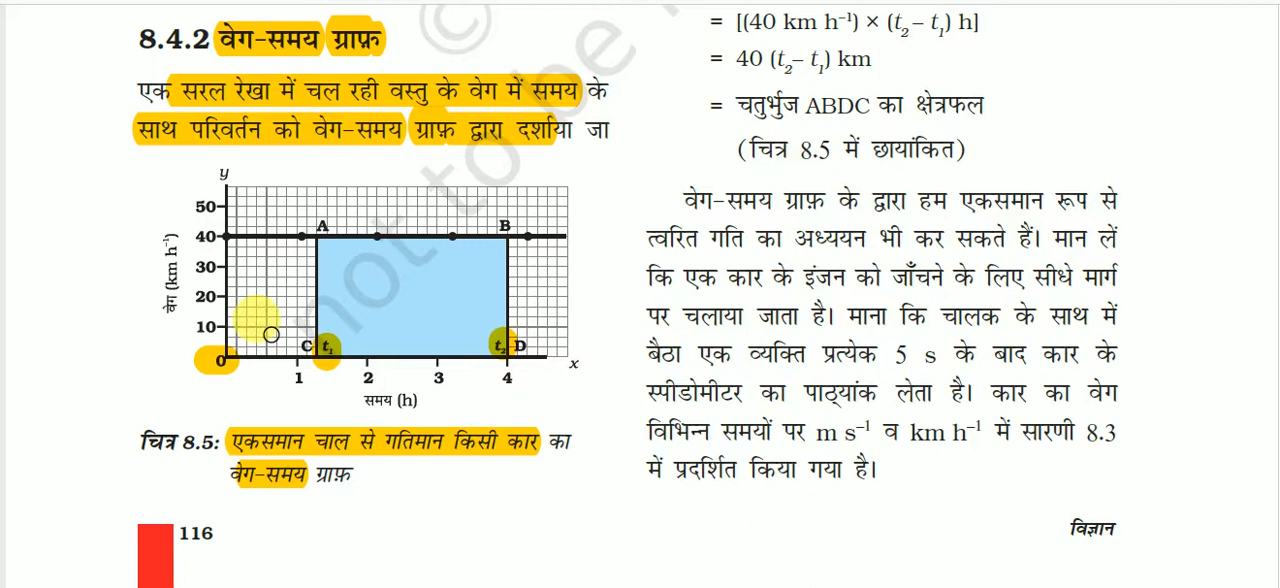 8.4.2 वेग-समय ग्राफ़
एक सरल रेखा में चल रही वस्तु के वेग में समय के
साथ परिवर्तन को वेग-समय ग्राफ़ द्वारा दर्शाया जा
y
50
40
30
20
10
0
वेग (km h⁻¹)
A
B
C
t₁
t₂
D
1
2
3
4
x
समय (h)
चित्र 8.5: एकसमान चाल से गतिमान किसी कार का
वेग-समय ग्राफ़
116
= [(40 km h⁻¹) × (t₂ – t₁) h]
= 40 (t₂– t₁) km
= चतुर्भुज ABDC का क्षेत्रफल
(चित्र 8.5 में छायांकित)
वेग-समय ग्राफ़ के द्वारा हम एकसमान रूप से
त्वरित गति का अध्ययन भी कर सकते हैं। मान लें
कि एक कार के इंजन को जाँचने के लिए सीधे मार्ग
पर चलाया जाता है। माना कि चालक के साथ में
बैठा एक व्यक्ति प्रत्येक 5 s के बाद कार के
स्पीडोमीटर का पाठ्यांक लेता है। कार का वेग
विभिन्न समयों पर m s⁻¹ व km h⁻¹ में सारणी 8.3
में प्रदर्शित किया गया है।
विज्ञान
© not to be